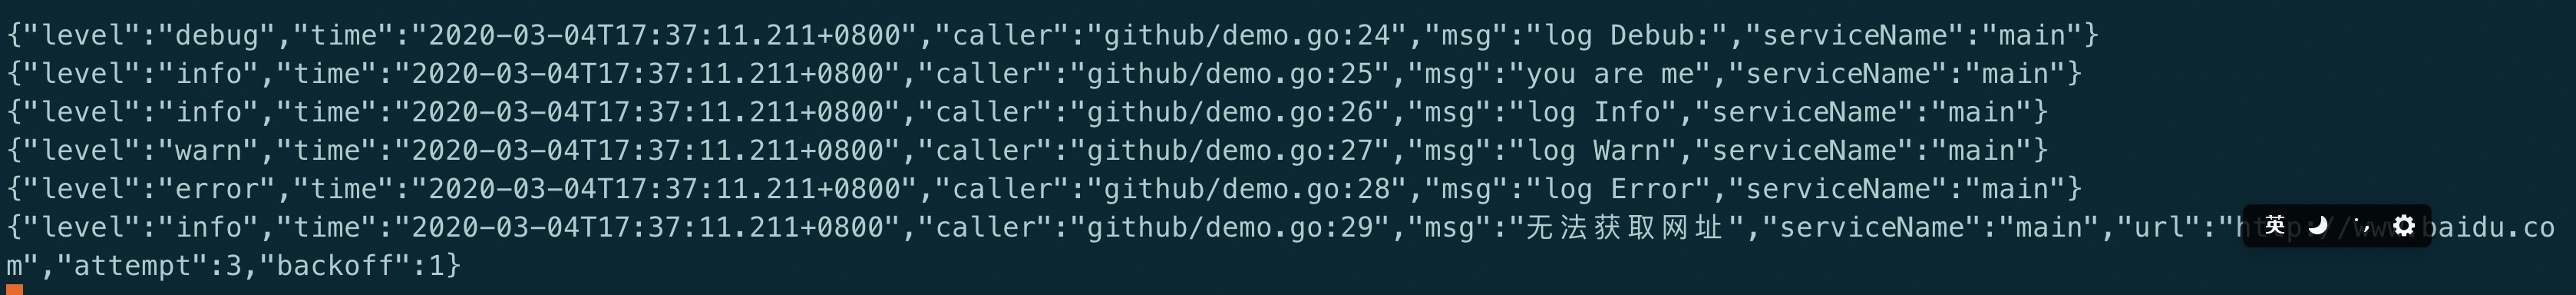 {"level":"debug","time":"2020-03-04T17:37:11.211+0800","caller":"github/demo.go:24","msg":"log Debub:","serviceName":"main"}
{"level":"info","time":"2020-03-04T17:37:11.211+0800","caller":"github/demo.go:25","msg":"you are me","serviceName":"main"}
{"level":"info","time":"2020-03-04T17:37:11.211+0800","caller":"github/demo.go:26","msg":"log Info","serviceName":"main"}
{"level":"warn","time":"2020-03-04T17:37:11.211+0800","caller":"github/demo.go:27","msg":"log Warn","serviceName":"main"}
{"level":"error","time":"2020-03-04T17:37:11.211+0800","caller":"github/demo.go:28","msg":"log Error","serviceName":"main"}
{"level":"info","time":"2020-03-04T17:37:11.211+0800","caller":"github/demo.go:29","msg":"无法获取网址","serviceName":"main","url":"http://www.baidu.co
m","attempt":3,"backoff":1}
英